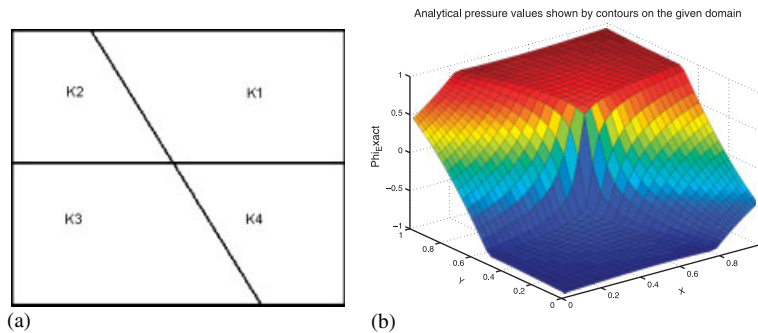 K2
K1
K3
K4
(a)
Analytical pressure values shown by contours on the given domain
1
0.5
0
−0.5
−1
Phi_Exact
1
0.8
0.6
0.4
0.2
0
Y
0
0.2
0.4
0.6
0.8
X
(b)